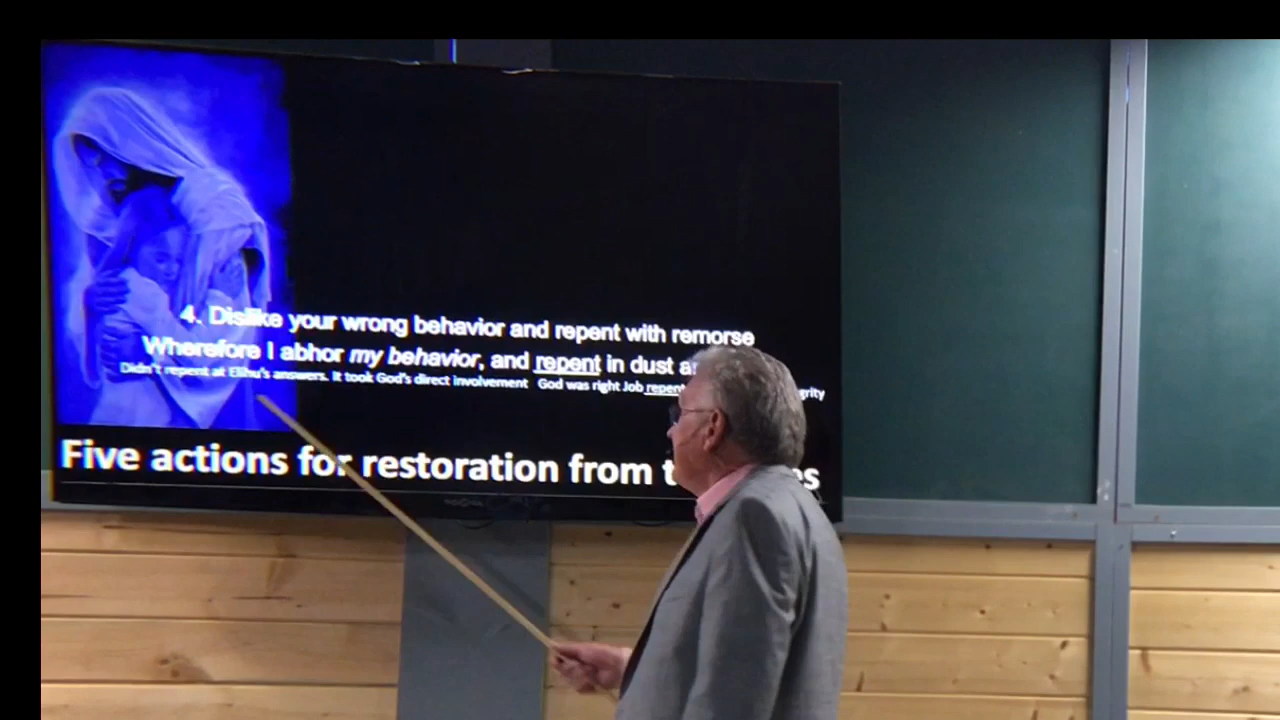 4. Dislike your wrong behavior and repent with remorse
Wherefore I abhor my behavior, and repent in dust
Didn't repent at Elihu's answers. It took God's direct involvement God was right Job repent
Five actions for restoration from